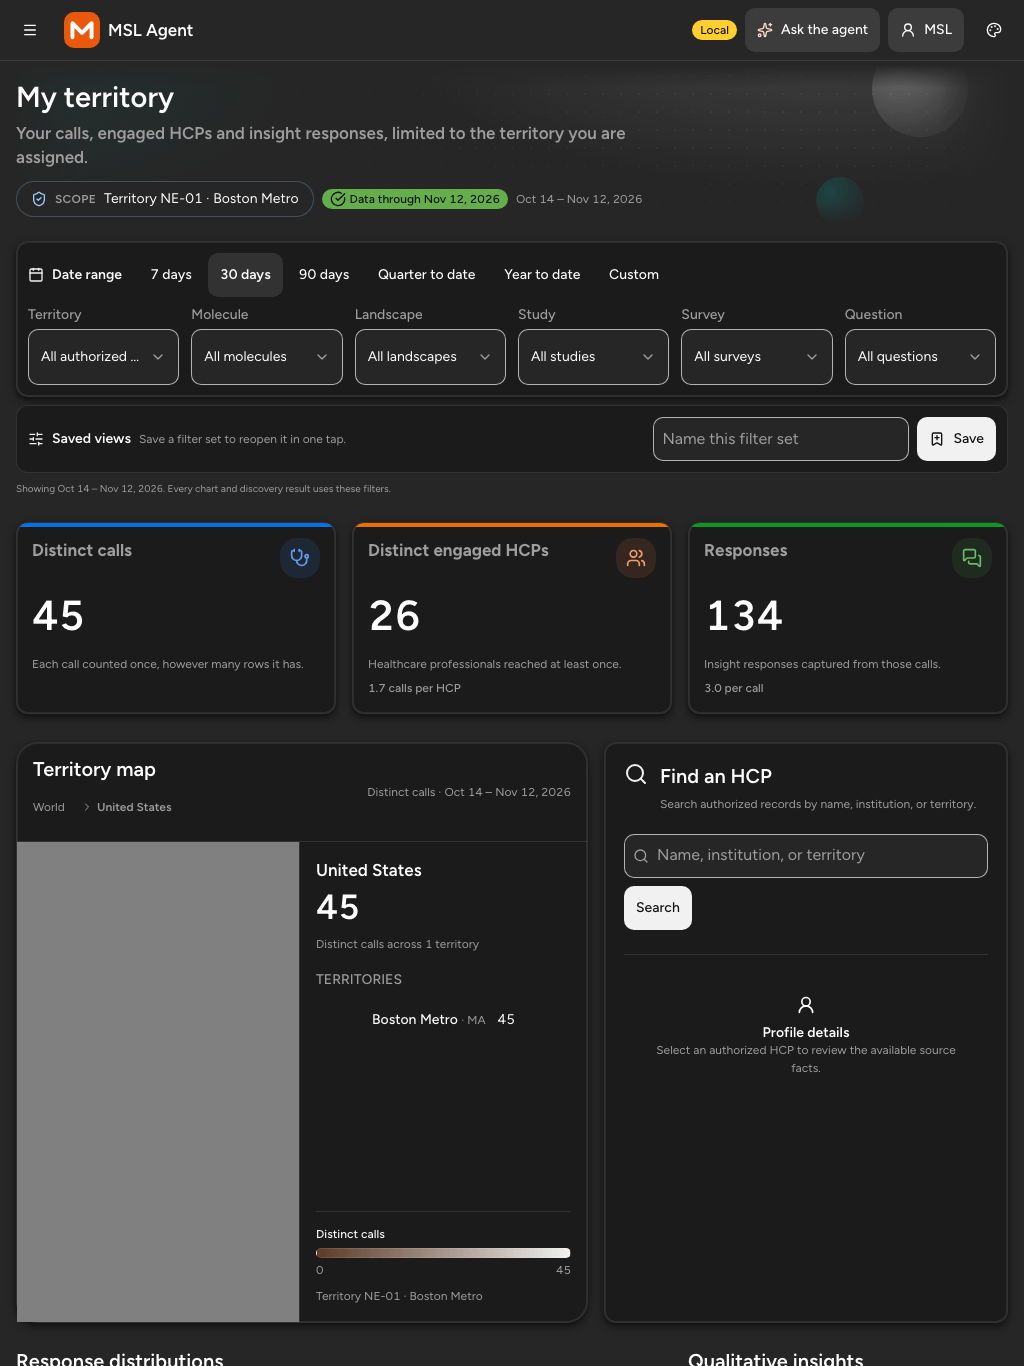 MSL Agent
Local
Ask the agent
MSL
My territory
Your calls, engaged HCPs and insight responses, limited to the territory you are
assigned.
SCOPE Territory NE-01 · Boston Metro
Data through Nov 12, 2026
Oct 14 – Nov 12, 2026
Date range
7 days
30 days
90 days
Quarter to date
Year to date
Custom
Territory
Molecule
Landscape
Study
Survey
Question
All authorized ...
All molecules
All landscapes
All studies
All surveys
All questions
Saved views
Save a filter set to reopen it in one tap.
Name this filter set
Save
Showing Oct 14 – Nov 12, 2026. Every chart and discovery result uses these filters.
Distinct calls
45
Each call counted once, however many rows it has.
Distinct engaged HCPs
26
Healthcare professionals reached at least once.
1.7 calls per HCP
Responses
134
Insight responses captured from those calls.
3.0 per call
Territory map
World
United States
Distinct calls · Oct 14 – Nov 12, 2026
United States
45
Distinct calls across 1 territory
TERRITORIES
Boston Metro · MA 45
Distinct calls
0
45
Territory NE-01 · Boston Metro
Find an HCP
Search authorized records by name, institution, or territory.
Name, institution, or territory
Search
Profile details
Select an authorized HCP to review the available source
facts.
Response distributions
Qualitative insights